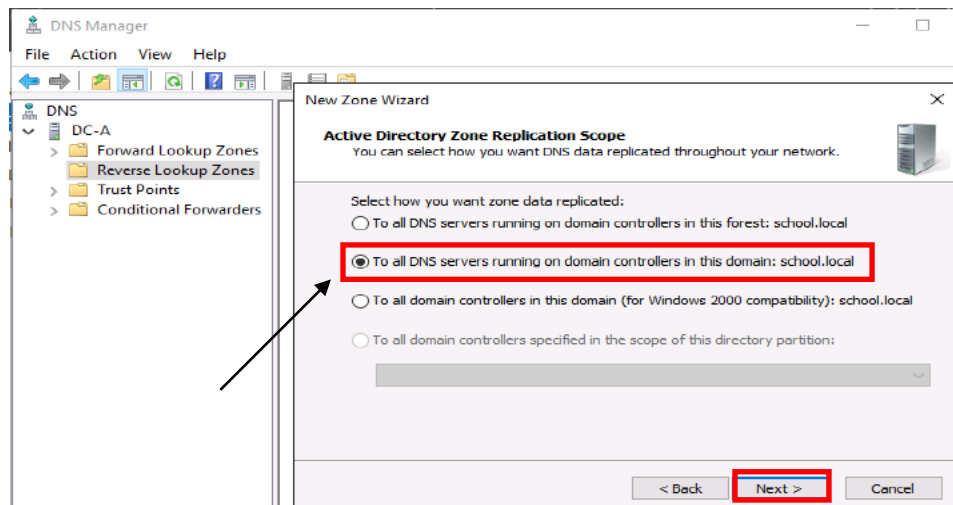 DNS Manager
File Action View Help
DNS
DC-A
Forward Lookup Zones
Reverse Lookup Zones
Trust Points
Conditional Forwarders
New Zone Wizard
Active Directory Zone Replication Scope
You can select how you want DNS data replicated throughout your network.
Select how you want zone data replicated:
To all DNS servers running on domain controllers in this forest: school.local
To all DNS servers running on domain controllers in this domain: school.local
To all domain controllers in this domain (for Windows 2000 compatibility): school.local
To all domain controllers specified in the scope of this directory partition:
< Back Next > Cancel